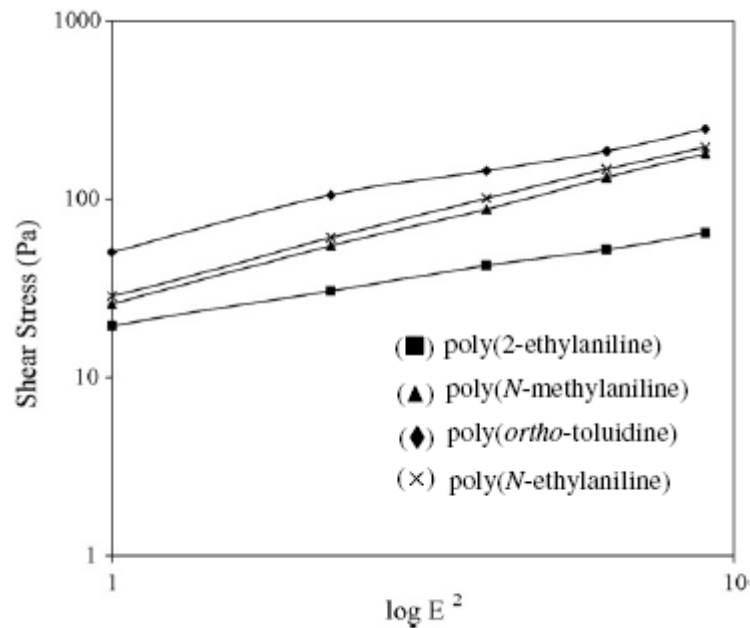 1000
100
10
1
1
10
Shear Stress (Pa)
log E 2
(■) poly(2-ethylaniline)
(▲) poly(N-methylaniline)
(◆) poly(ortho-toluidine)
(×) poly(N-ethylaniline)